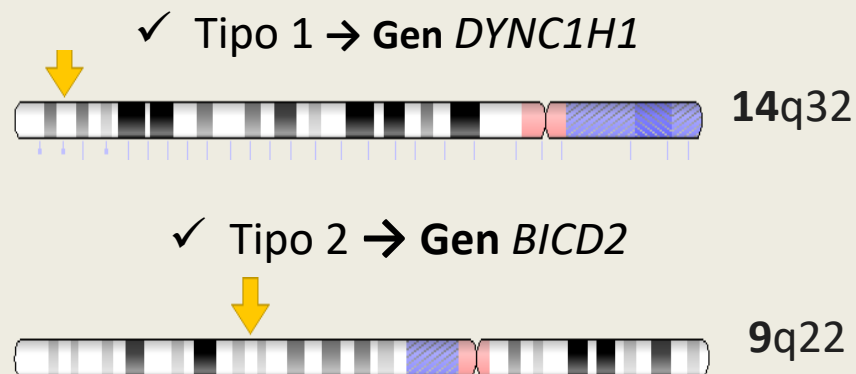 ✓ Tipo 1 → Gen DYNC1H1
14q32
✓ Tipo 2 → Gen BICD2
9q22